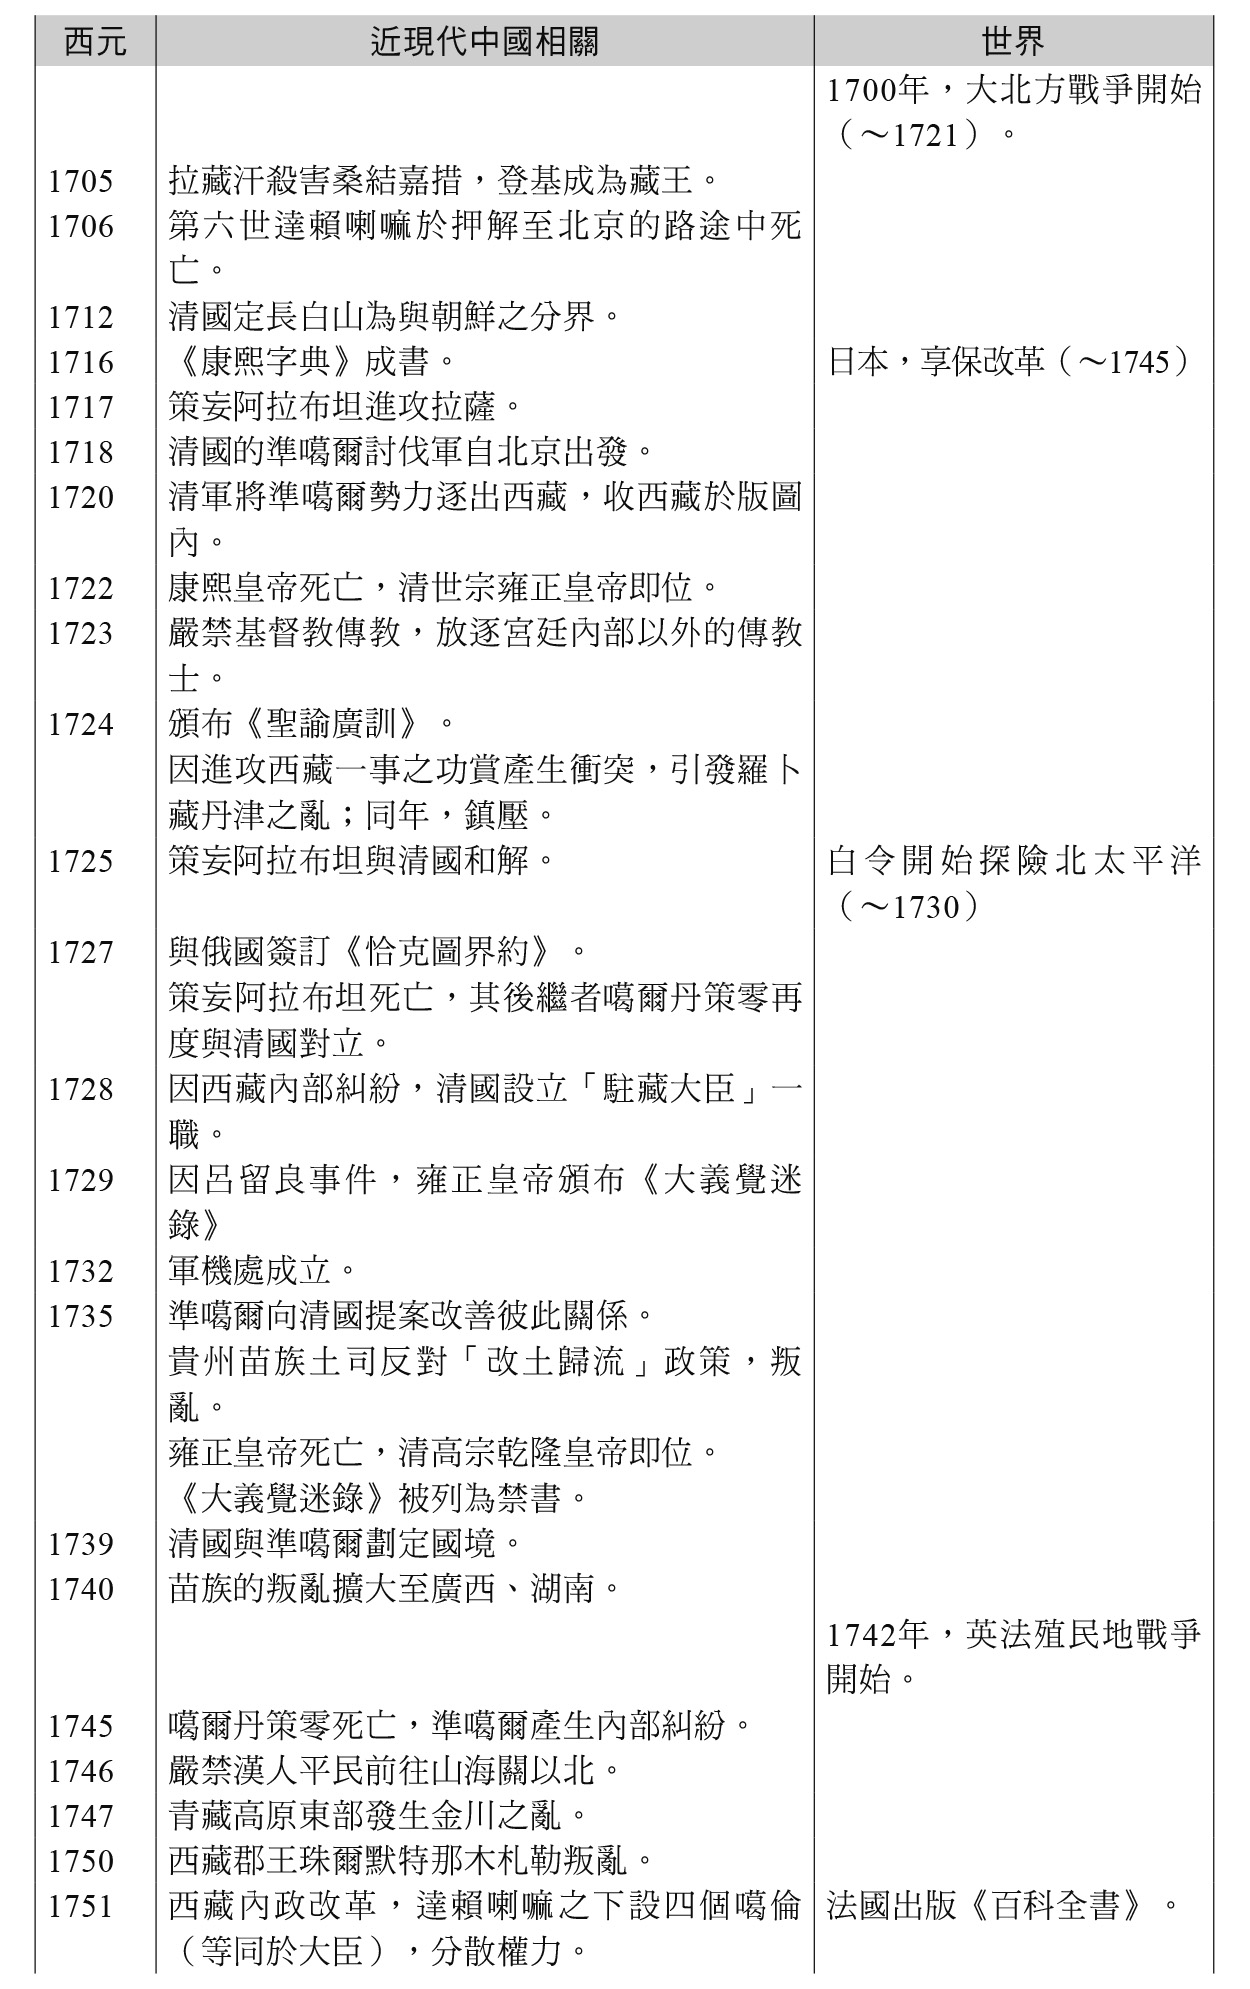 西元 近現代中國相關 世界
1700年，大北方戰爭開始
（～1721）。
1705 拉藏汗殺害桑結嘉措，登基成為藏王。
1706 第六世達賴喇嘛於押解至北京的路途中死
亡。
1712 清國定長白山為與朝鮮之分界。
1716 《康熙字典》成書。 日本，享保改革（～1745）
1717 策妄阿拉布坦進攻拉薩。
1718 清國的準噶爾討伐軍自北京出發。
1720 清軍將準噶爾勢力逐出西藏，收西藏於版圖
內。
1722 康熙皇帝死亡，清世宗雍正皇帝即位。
1723 嚴禁基督教傳教，放逐宮廷內部以外的傳教
士。
1724 頒布《聖諭廣訓》。
因進攻西藏一事之功賞產生衝突，引發羅卜
藏丹津之亂；同年，鎮壓。
1725 策妄阿拉布坦與清國和解。 白令開始探險北太平洋
（～1730）
1727 與俄國簽訂《恰克圖界約》。
策妄阿拉布坦死亡，其後繼者噶爾丹策零再
度與清國對立。
1728 因西藏內部糾紛，清國設立「駐藏大臣」一
職。
1729 因呂留良事件，雍正皇帝頒布《大義覺迷
錄》
1732 軍機處成立。
1735 準噶爾向清國提案改善彼此關係。
貴州苗族土司反對「改土歸流」政策，叛
亂。
雍正皇帝死亡，清高宗乾隆皇帝即位。
《大義覺迷錄》被列為禁書。
1739 清國與準噶爾劃定國境。
1740 苗族的叛亂擴大至廣西、湖南。
1742年，英法殖民地戰爭
開始。
1745 噶爾丹策零死亡，準噶爾產生內部糾紛。
1746 嚴禁漢人平民前往山海關以北。
1747 青藏高原東部發生金川之亂。
1750 西藏郡王珠爾默特那木札勒叛亂。
1751 西藏內政改革，達賴喇嘛之下設四個噶倫 法國出版《百科全書》。
（等同於大臣），分散權力。